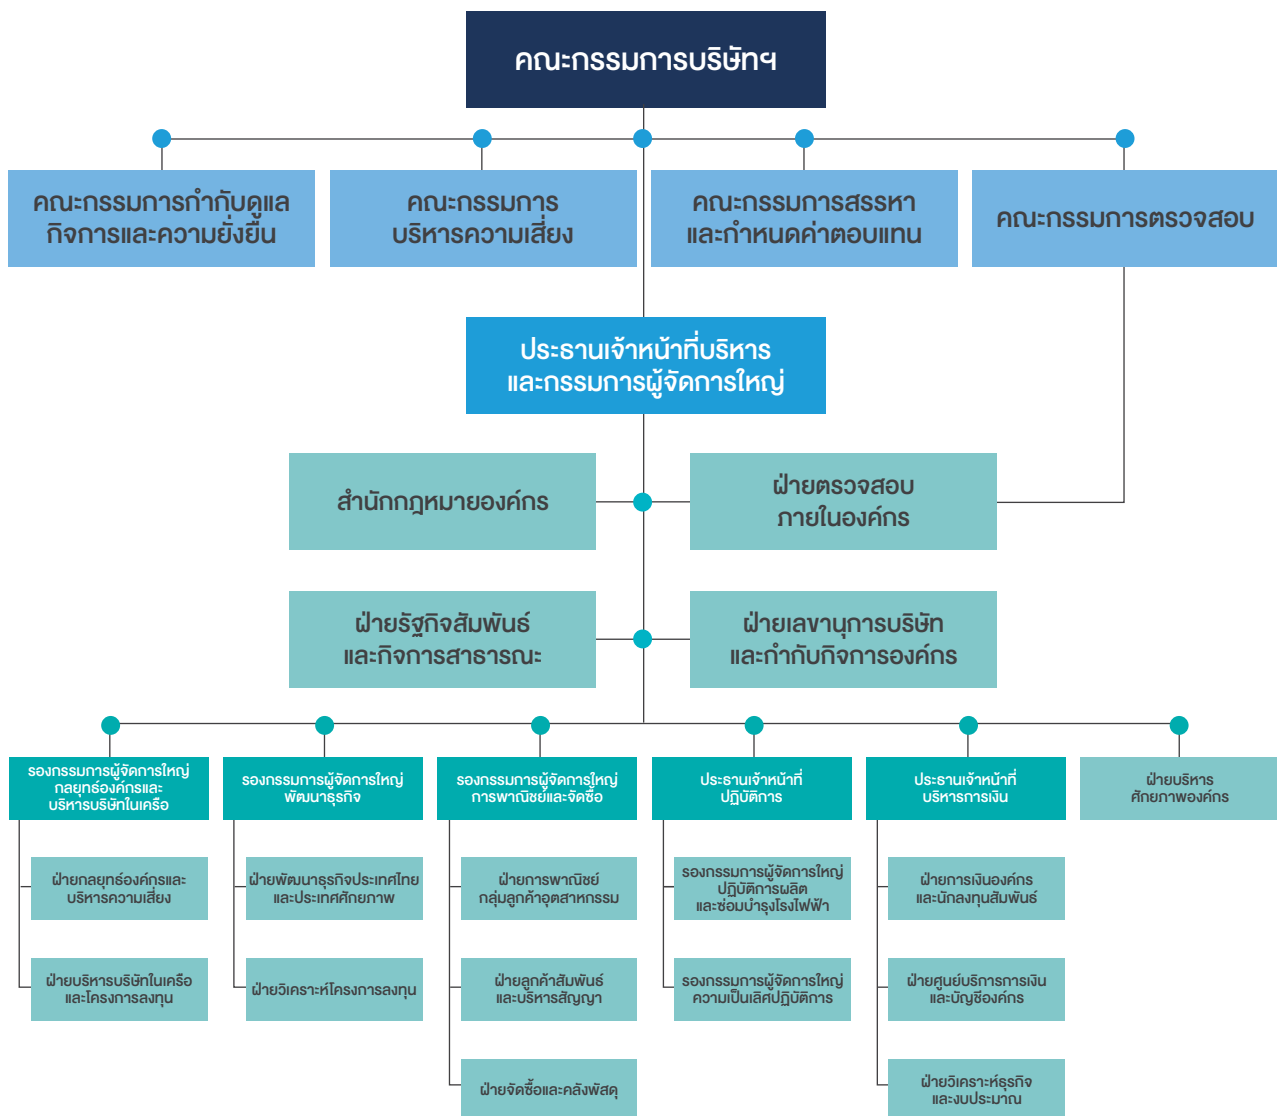 คณะกรรมการบริษัทฯ
คณะกรรมการกำกับดูแล
กิจการและความยั่งยืน
คณะกรรมการ
บริหารความเสี่ยง
คณะกรรมการสรรหา
และกำหนดค่าตอบแทน
คณะกรรมการตรวจสอบ
ประธานเจ้าหน้าที่บริหาร
และกรรมการผู้จัดการใหญ่
สำนักกฎหมายองค์กร
ฝ่ายตรวจสอบ
ภายในองค์กร
ฝ่ายรัฐกิจสัมพันธ์
และกิจการสาธารณะ
ฝ่ายเลขานุการบริษัท
และกำกับกิจการองค์กร
รองกรรมการผู้จัดการใหญ่
กลยุทธ์องค์กรและ
บริหารบริษัทในเครือ
รองกรรมการผู้จัดการใหญ่
พัฒนาธุรกิจ
รองกรรมการผู้จัดการใหญ่
การพาณิชย์และจัดซื้อ
ประธานเจ้าหน้าที่
ปฏิบัติการ
ประธานเจ้าหน้าที่
บริหารการเงิน
ฝ่ายบริหาร
ศักยภาพองค์กร
ฝ่ายกลยุทธ์องค์กรและ
บริหารความเสี่ยง
ฝ่ายพัฒนาธุรกิจประเทศไทย
และประเทศศักยภาพ
ฝ่ายการพาณิชย์
กลุ่มลูกค้าอุตสาหกรรม
รองกรรมการผู้จัดการใหญ่
ปฏิบัติการผลิต
และซ่อมบำรุงโรงไฟฟ้า
ฝ่ายการเงินองค์กร
และนักลงทุนสัมพันธ์
ฝ่ายบริหารบริษัทในเครือ
และโครงการลงทุน
ฝ่ายวิเคราะห์โครงการลงทุน
ฝ่ายลูกค้าสัมพันธ์
และบริหารสัญญา
รองกรรมการผู้จัดการใหญ่
ความเป็นเลิศปฏิบัติการ
ฝ่ายศูนย์บริการการเงิน
และบัญชีองค์กร
ฝ่ายจัดซื้อและคลังพัสดุ
ฝ่ายวิเคราะห์ธุรกิจ
และงบประมาณ